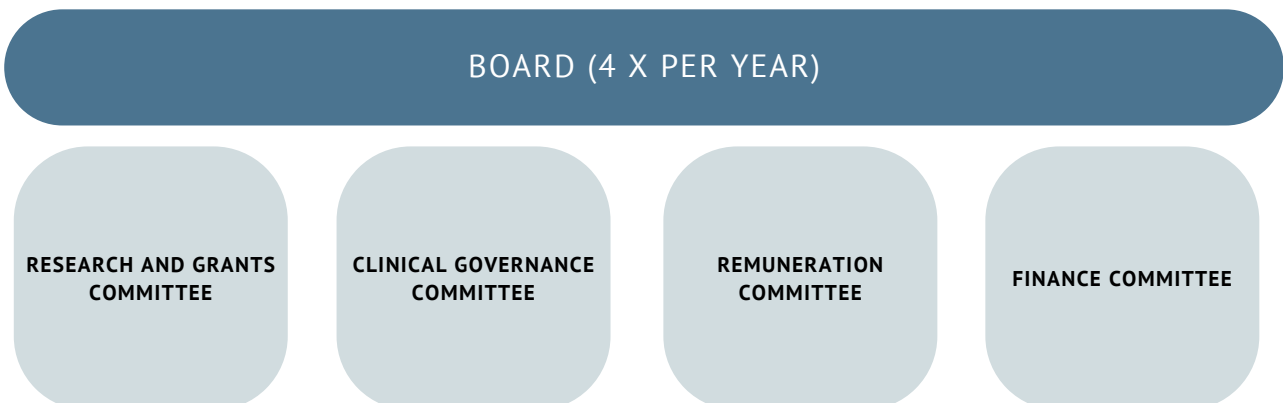 BOARD (4 X PER YEAR)
RESEARCH AND GRANTS
COMMITTEE
CLINICAL GOVERNANCE
COMMITTEE
REMUNERATION
COMMITTEE
FINANCE COMMITTEE